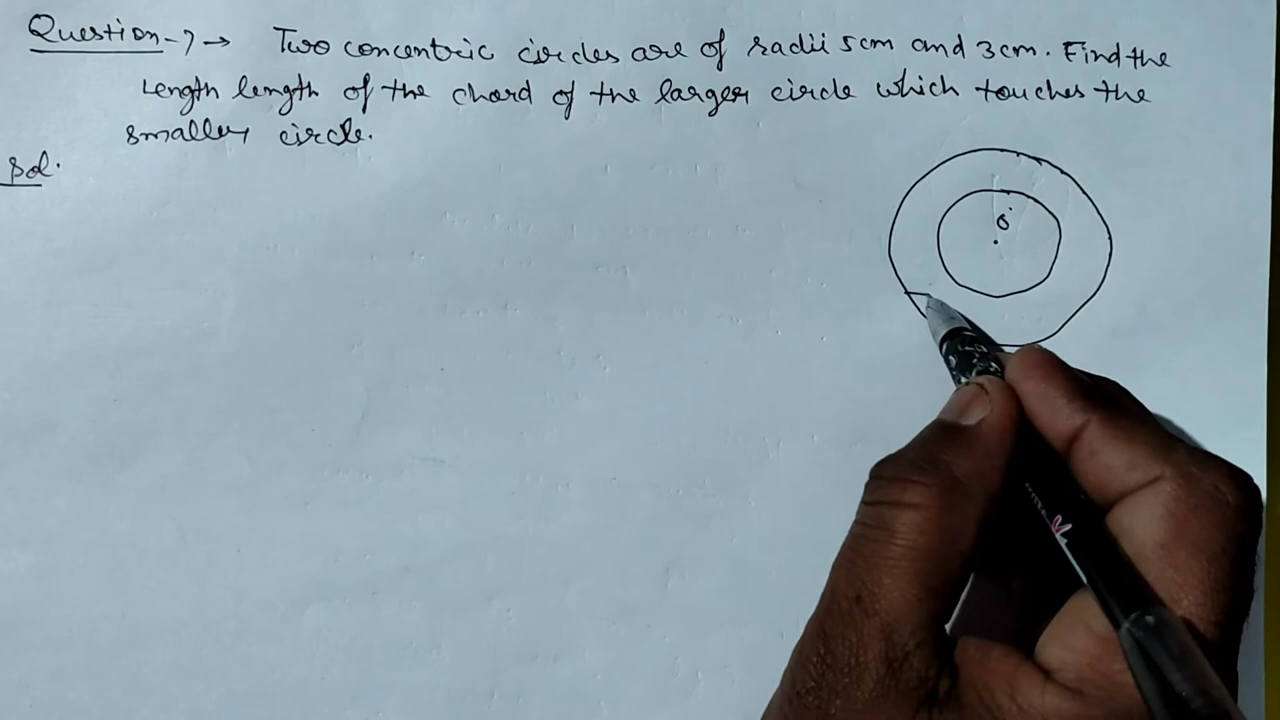 Question-7→ Two concentric circles are of radii 5cm and 3cm. Find the
Length length of the chord of the larger circle which touches the
smaller circle.
Sol.
O